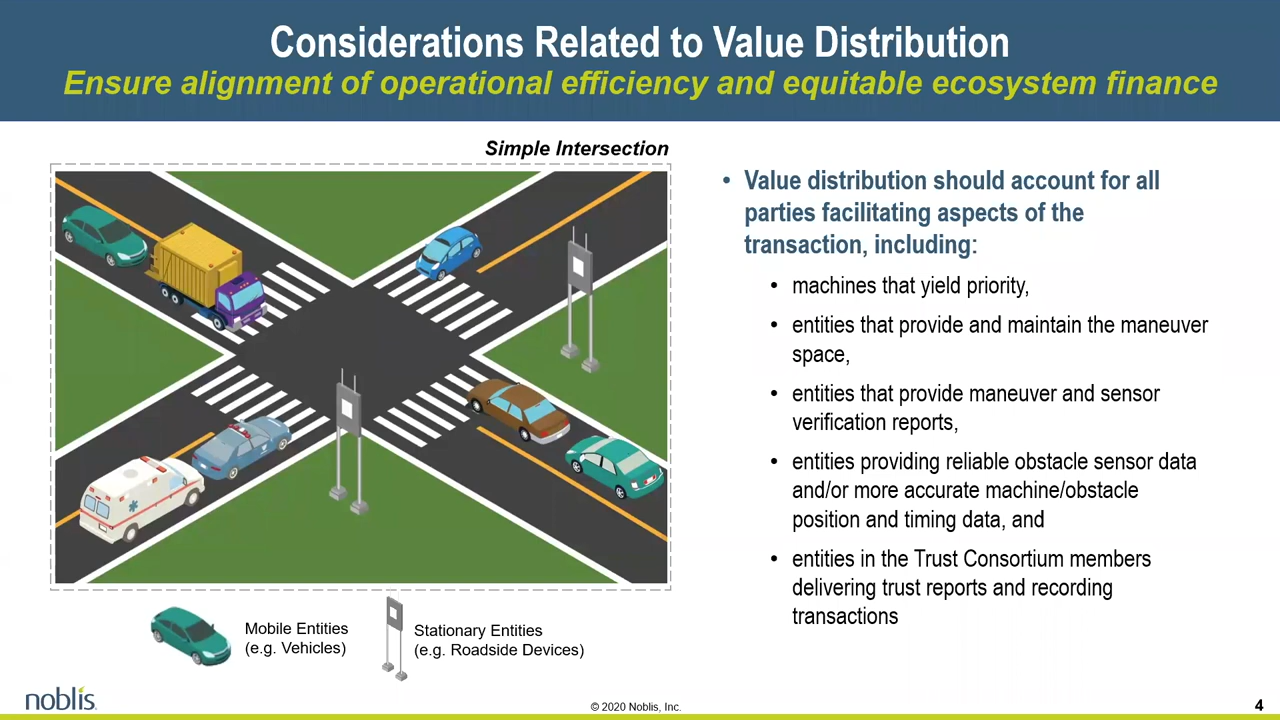 Considerations Related to Value Distribution
Ensure alignment of operational efficiency and equitable ecosystem finance
Simple Intersection
• Value distribution should account for all
parties facilitating aspects of the
transaction, including:
• machines that yield priority,
• entities that provide and maintain the maneuver
space,
• entities that provide maneuver and sensor
verification reports,
• entities providing reliable obstacle sensor data
and/or more accurate machine/obstacle
position and timing data, and
• entities in the Trust Consortium members
delivering trust reports and recording
transactions
Mobile Entities
(e.g. Vehicles)
Stationary Entities
(e.g. Roadside Devices)
noblis
© 2020 Noblis, Inc.
4